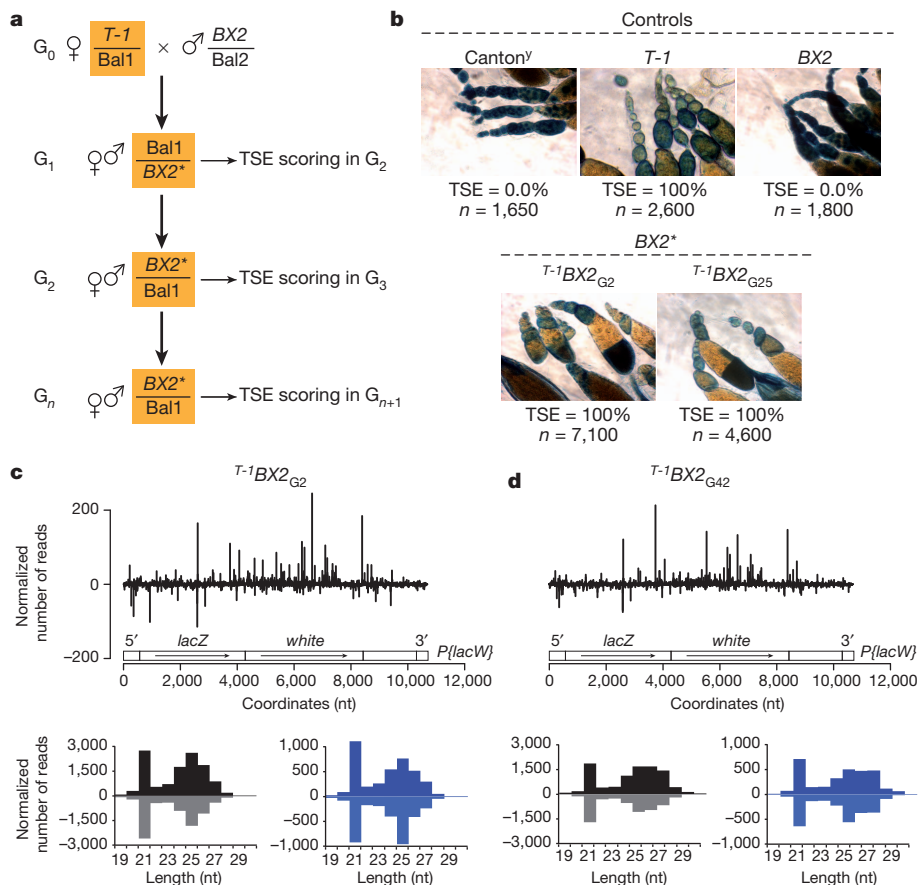 a
G0 ♀ T-1 / Bal1 × ♂ BX2 / Bal2
G1 ♀♂ Bal1 / BX2* TSE scoring in G2
G2 ♀♂ BX2* / Bal1 TSE scoring in G3
Gn ♀♂ BX2* / Bal1 TSE scoring in Gn+1
b
Controls
Cantony T-1 BX2
TSE = 0.0% TSE = 100% TSE = 0.0%
n = 1,650 n = 2,600 n = 1,800
BX2*
T-1BX2G2 T-1BX2G25
TSE = 100% TSE = 100%
n = 7,100 n = 4,600
c
T-1BX2G2
Normalized
number of reads
200
0
–200
5′ lacZ white 3′ P{lacW}
0 2,000 4,000 6,000 8,000 10,000 12,000
Coordinates (nt)
Normalized
number of reads
3,000
1,500
0
–1,500
–3,000
19 21 23 25 27 29
Length (nt)
1,000
500
0
–500
–1,000
19 21 23 25 27 29
Length (nt)
d
T-1BX2G42
5′ lacZ white 3′ P{lacW}
0 2,000 4,000 6,000 8,000 10,000 12,000
Coordinates (nt)
3,000
1,500
0
–1,500
–3,000
19 21 23 25 27 29
Length (nt)
1,000
500
0
–500
–1,000
19 21 23 25 27 29
Length (nt)